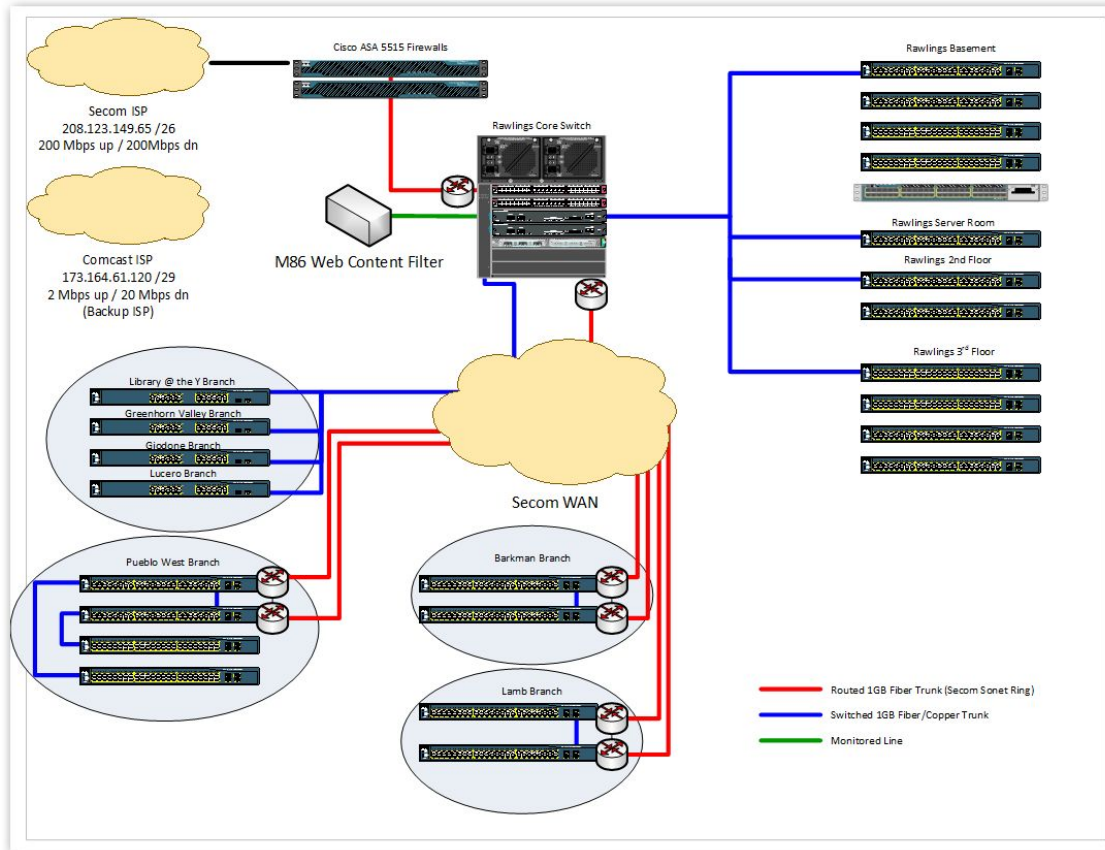 Cisco ASA 5515 Firewalls
Rawlings Basement
Secom ISP
208.123.149.65 /26
200 Mbps up / 200Mbps dn
Rawlings Core Switch
Comcast ISP
173.164.61.120 /29
2 Mbps up / 20 Mbps dn
(Backup ISP)
M86 Web Content Filter
Rawlings Server Room
Rawlings 2nd Floor
Rawlings 3rd Floor
Library @ the Y Branch
Greenhorn Valley Branch
Giodone Branch
Lucero Branch
Secom WAN
Pueblo West Branch
Barkman Branch
Lamb Branch
Routed 1GB Fiber Trunk (Secom Sonet Ring)
Switched 1GB Fiber/Copper Trunk
Monitored Line